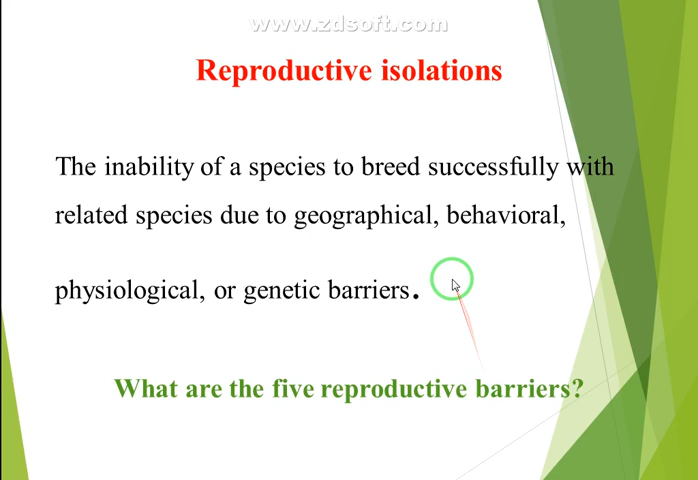 www.zdsoft.com
Reproductive isolations
The inability of a species to breed successfully with
related species due to geographical, behavioral,
physiological, or genetic barriers.
What are the five reproductive barriers?